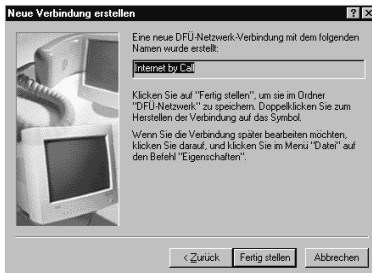 Neue Verbindung erstellen
Eine neue DFÜ-Netzwerk-Verbindung mit dem folgenden
Namen wurde erstellt:
Internet by Call
Klicken Sie auf "Fertig stellen", um sie im Ordner
"DFÜ-Netzwerk" zu speichern. Doppelklicken Sie zum
Herstellen der Verbindung auf das Symbol.
Wenn Sie die Verbindung später bearbeiten möchten,
klicken Sie darauf, und klicken Sie im Menü "Datei" auf
den Befehl "Eigenschaften".
< Zurück Fertig stellen Abbrechen